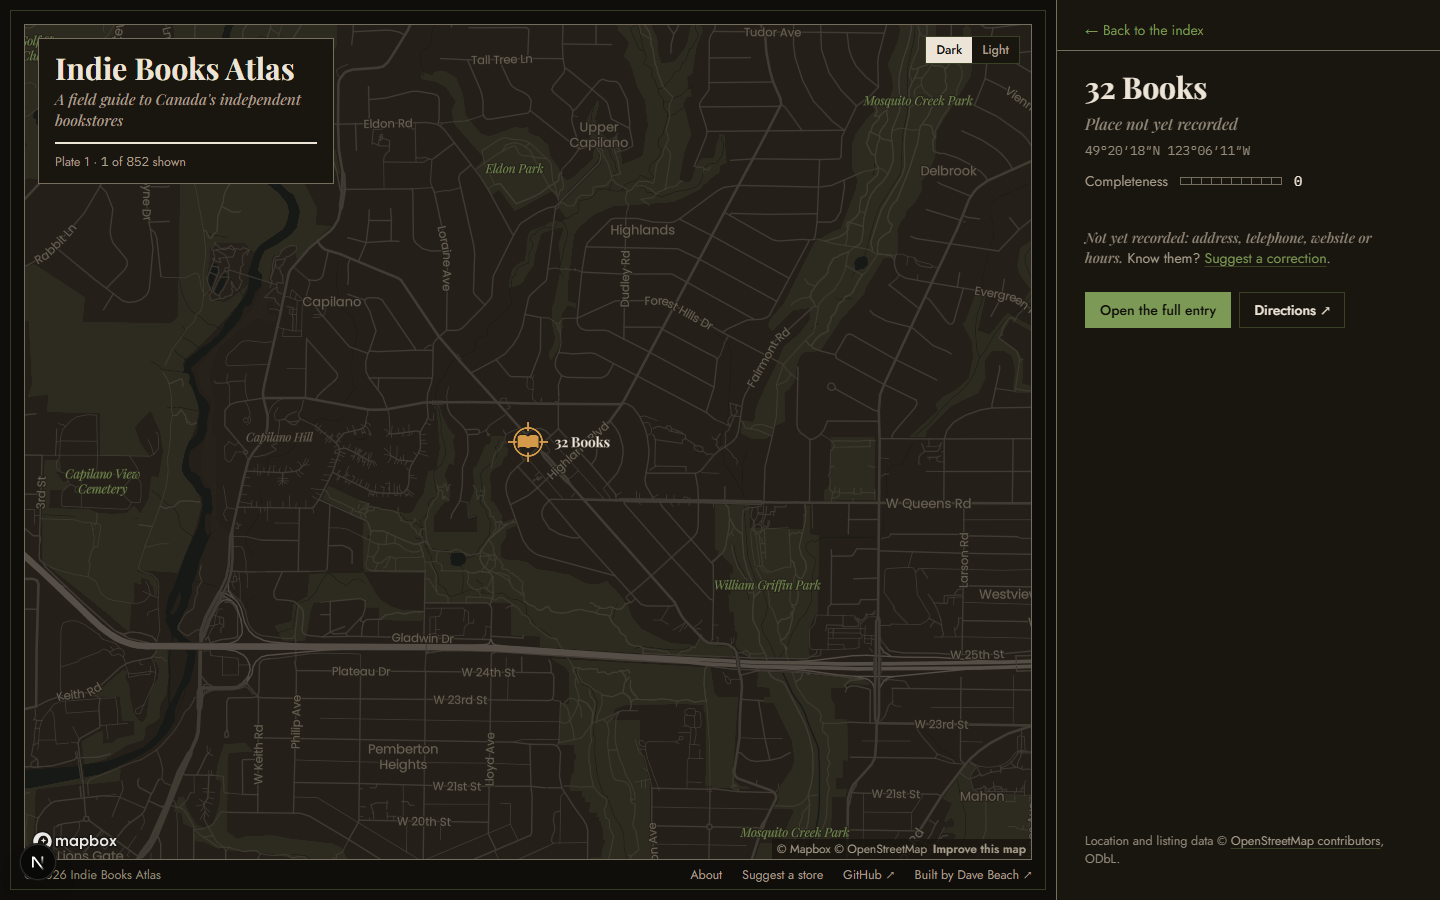 Indie Books Atlas
A field guide to Canada's independent
bookstores
Plate 1 · 1 of 852 shown
Dark Light
← Back to the index
32 Books
Place not yet recorded
49°20′18″N 123°06′11″W
Completeness 0
Not yet recorded: address, telephone, website or
hours. Know them? Suggest a correction.
Open the full entry
Directions ↗
Location and listing data © OpenStreetMap contributors,
ODbL.
Tudor Ave
Tall Tree Ln
Mosquito Creek Park
Eldon Rd
Upper
Capilano
Eldon Park
Delbrook
Rabbit Ln
Highlands
Loraine Ave
Dudley Rd
Capilano
Forest Hills Dr
Evergreen
Fairmont Rd
Capilano Hill
32 Books
Capilano View
Cemetery
3rd St
W Queens Rd
Larson Rd
William Griffin Park
Gladwin Dr
W 25th St
Plateau Dr
W 24th St
Keith Rd
W 23rd St
Philip Ave
W 23rd St
W Keith Rd
Pemberton
Heights
Lloyd Ave
W 21st St
W 21st St
Mahon
W 20th St
Mosquito Creek Park
mapbox
Lions Gate
© Mapbox © OpenStreetMap Improve this map
26 Indie Books Atlas
About
Suggest a store
GitHub ↗
Built by Dave Beach ↗